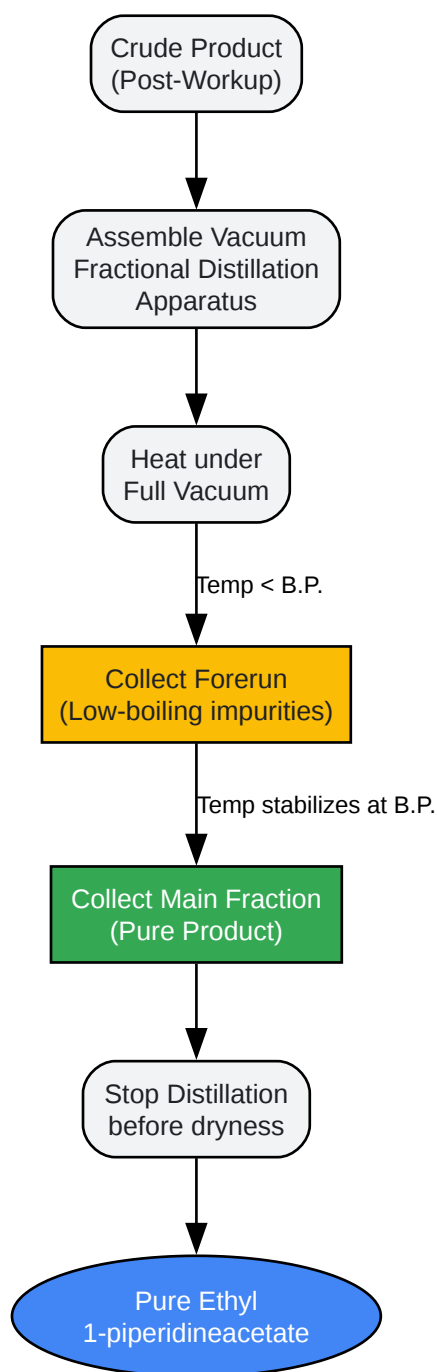 Crude Product
(Post-Workup)
Assemble Vacuum
Fractional Distillation
Apparatus
Heat under
Full Vacuum
Temp < B.P.
Collect Forerun
(Low-boiling impurities)
Temp stabilizes at B.P.
Collect Main Fraction
(Pure Product)
Stop Distillation
before dryness
Pure Ethyl
1-piperidineacetate